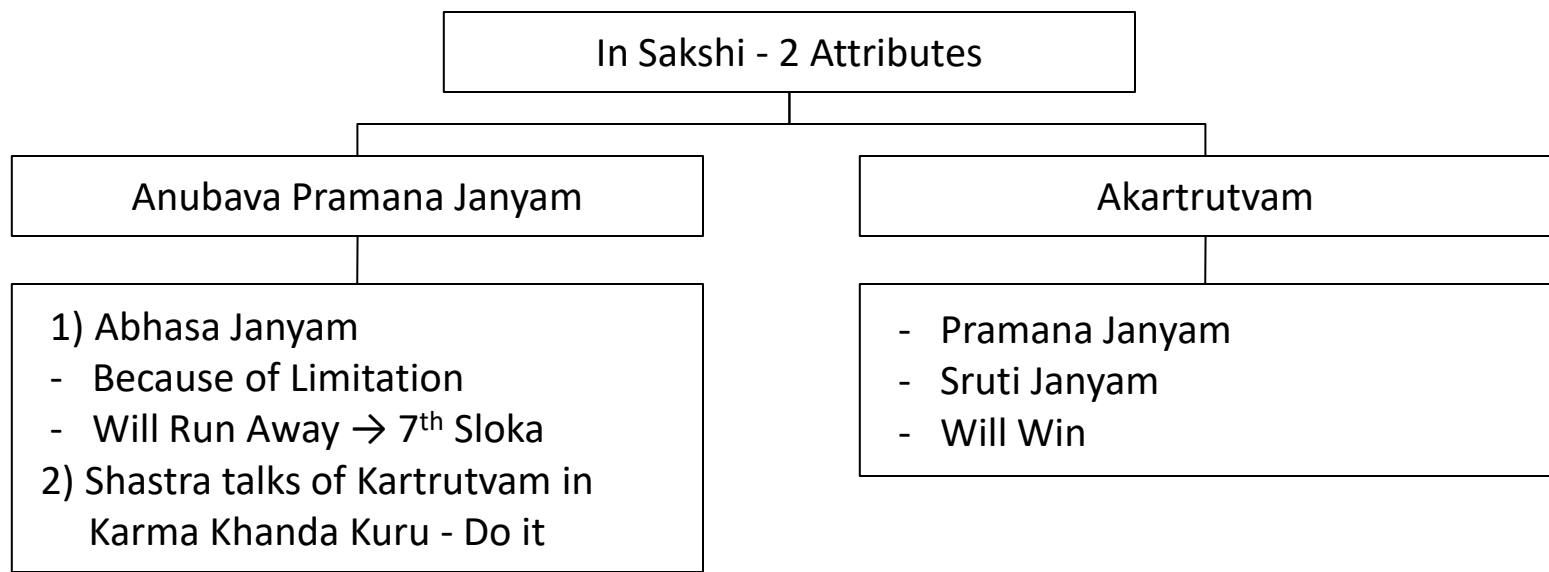 In Sakshi - 2 Attributes
Anubava Pramana Janyam
Akartrutvam
1) Abhasa Janyam
- Because of Limitation
- Will Run Away → 7th Sloka
2) Shastra talks of Kartrutvam in
Karma Khanda Kuru - Do it
- Pramana Janyam
- Sruti Janyam
- Will Win